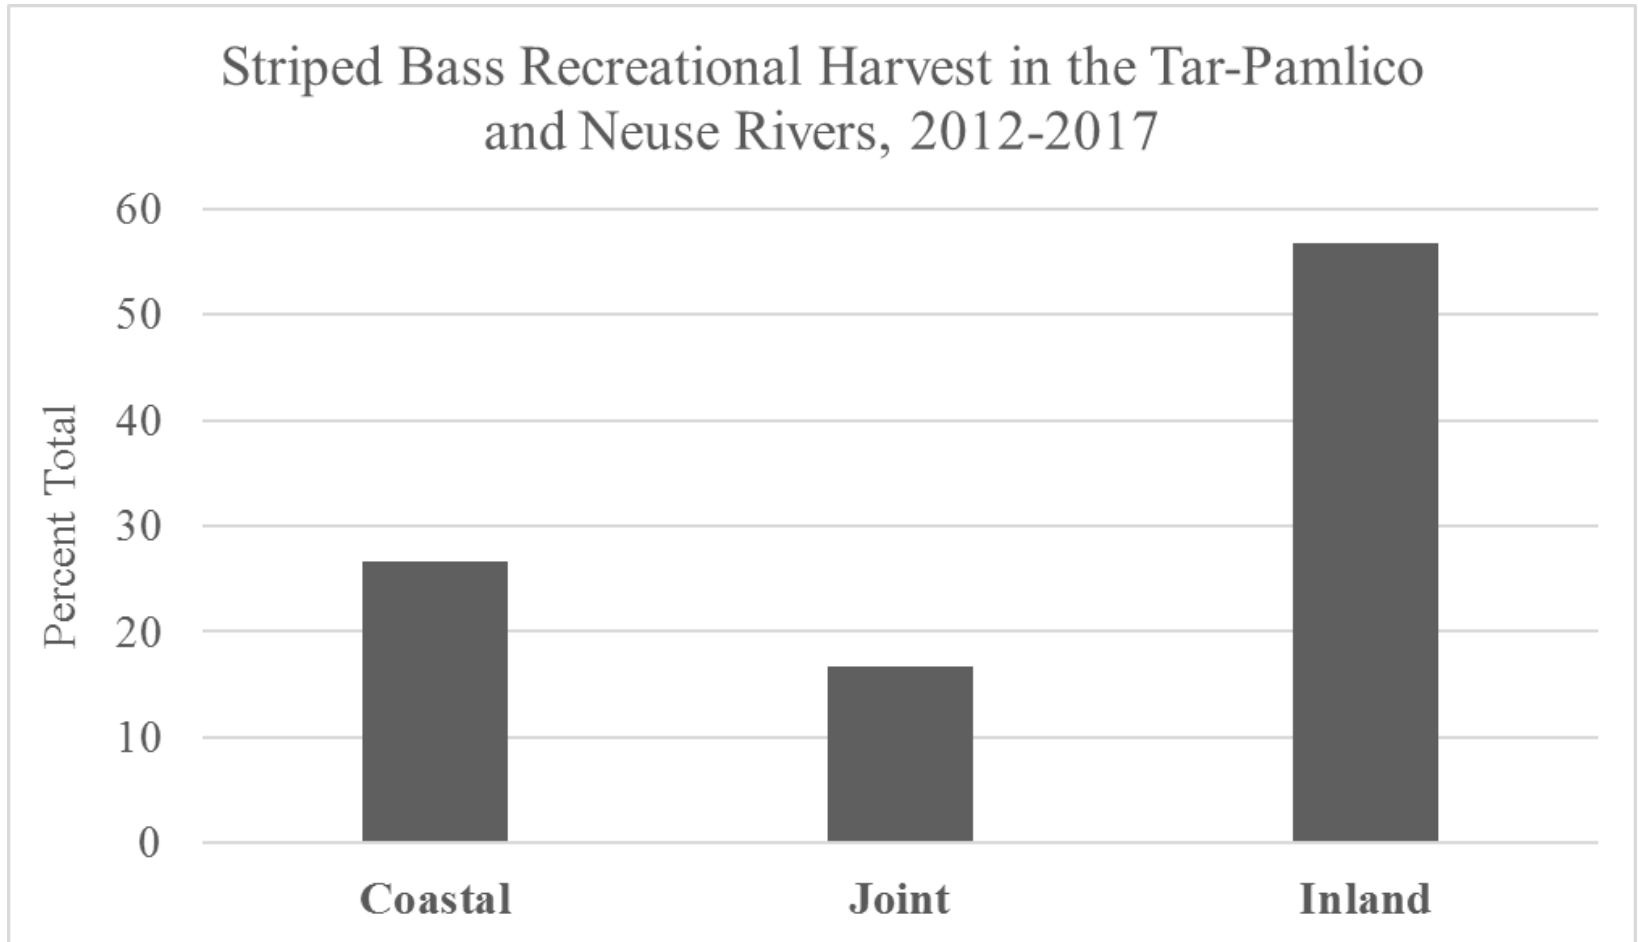 Striped Bass Recreational Harvest in the Tar-Pamlico
and Neuse Rivers, 2012-2017
60
50
40
30
20
10
0
Percent Total
Coastal
Joint
Inland